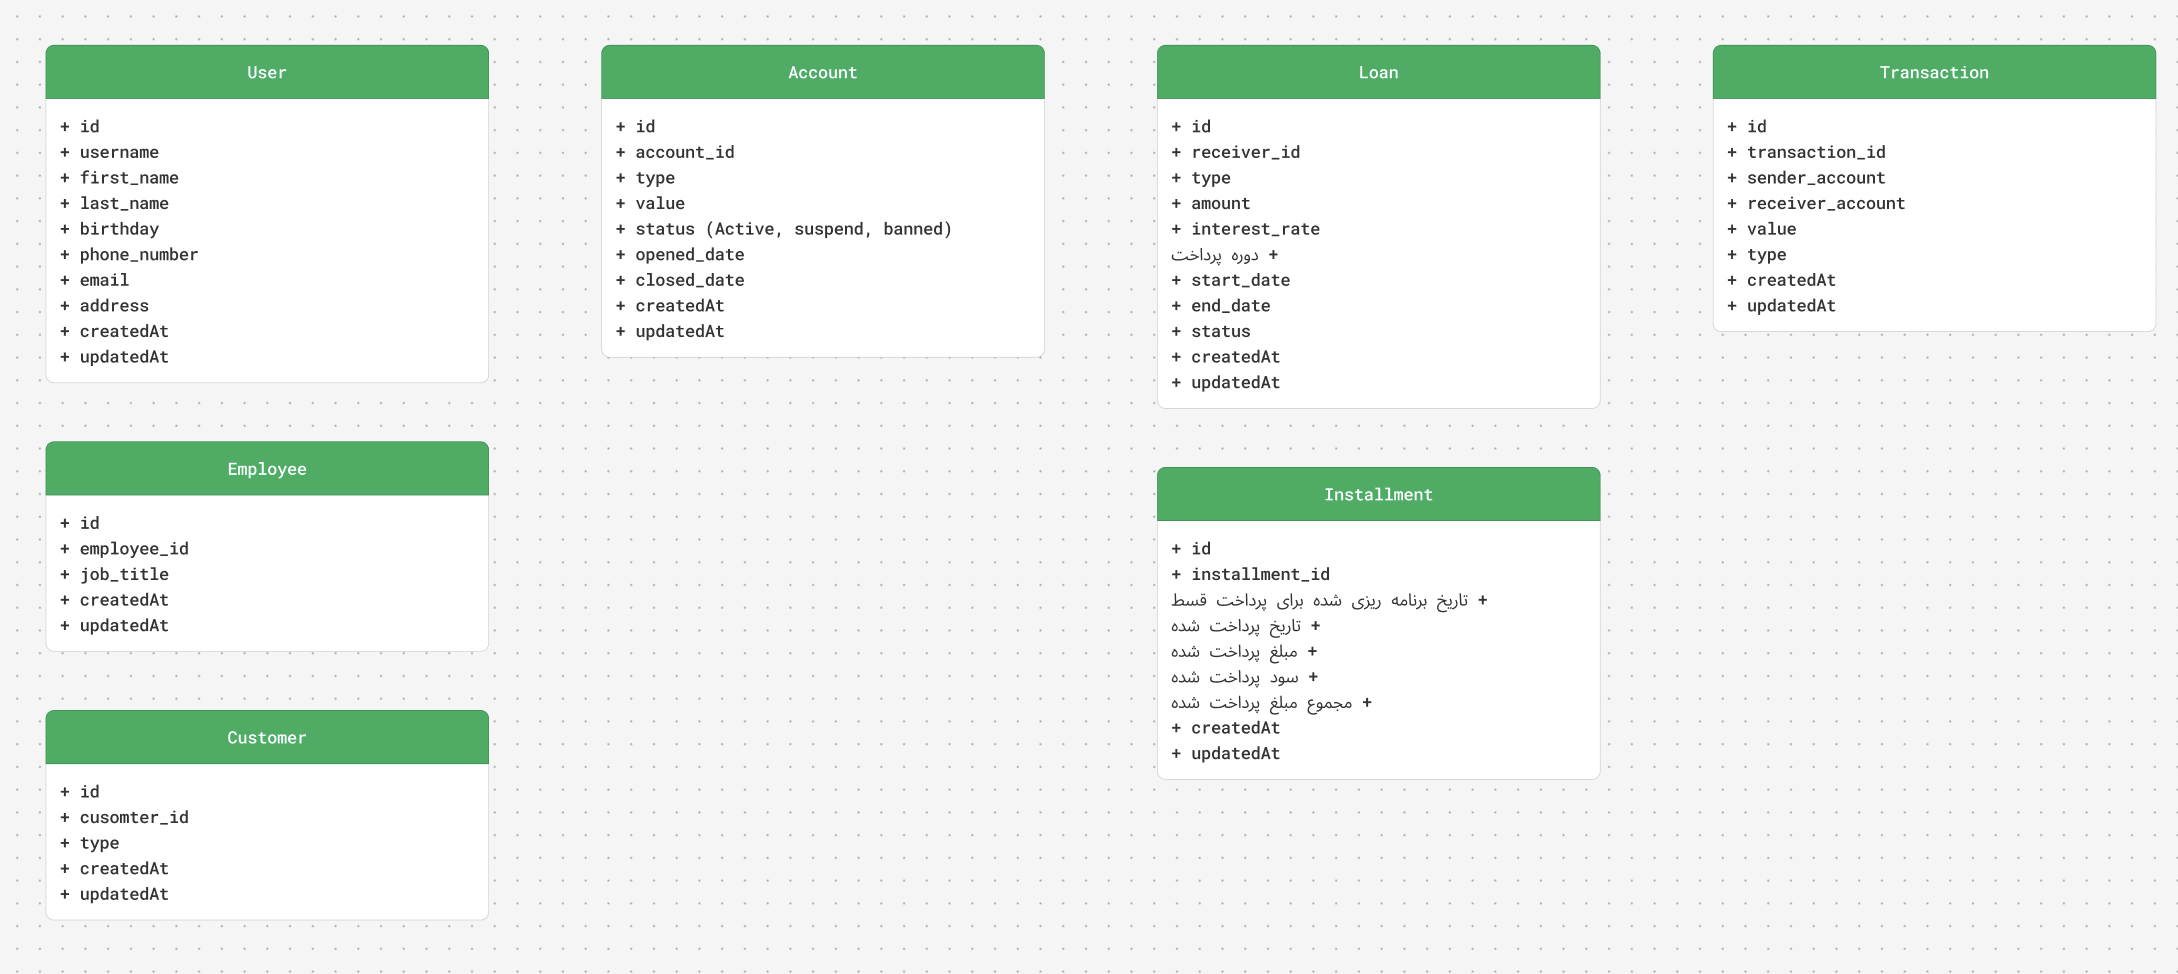 User
+ id
+ username
+ first_name
+ last_name
+ birthday
+ phone_number
+ email
+ address
+ createdAt
+ updatedAt
Employee
+ id
+ employee_id
+ job_title
+ createdAt
+ updatedAt
Customer
+ id
+ cusomter_id
+ type
+ createdAt
+ updatedAt
Account
+ id
+ account_id
+ type
+ value
+ status (Active, suspend, banned)
+ opened_date
+ closed_date
+ createdAt
+ updatedAt
Loan
+ id
+ receiver_id
+ type
+ amount
+ interest_rate
+ دوره پرداخت
+ start_date
+ end_date
+ status
+ createdAt
+ updatedAt
Installment
+ id
+ installment_id
+ تاریخ برنامه ریزی شده برای پرداخت قسط
+ تاریخ پرداخت شده
+ مبلغ پرداخت شده
+ سود پرداخت شده
+ مجموع مبلغ پرداخت شده
+ createdAt
+ updatedAt
Transaction
+ id
+ transaction_id
+ sender_account
+ receiver_account
+ value
+ type
+ createdAt
+ updatedAt